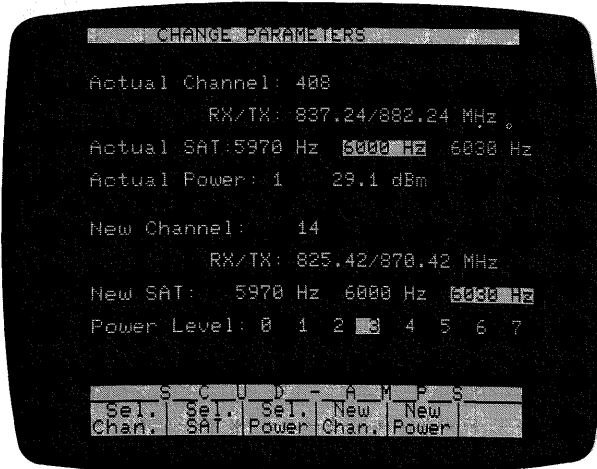 CHANGE PARAMETERS
Actual Channel: 408
RX/TX: 837.24/882.24 MHz
Actual SAT:5970 Hz 6000 Hz 6030 Hz
Actual Power: 1 29.1 dBm
New Channel: 14
RX/TX: 825.42/870.42 MHz
New SAT: 5970 Hz 6000 Hz 6030 Hz
Power Level: 0 1 2 3 4 5 6 7
S_C_U_D_-_A_M_P_S
Sel. Sel. Sel. New New
Chan. SAT Power Chan. Power